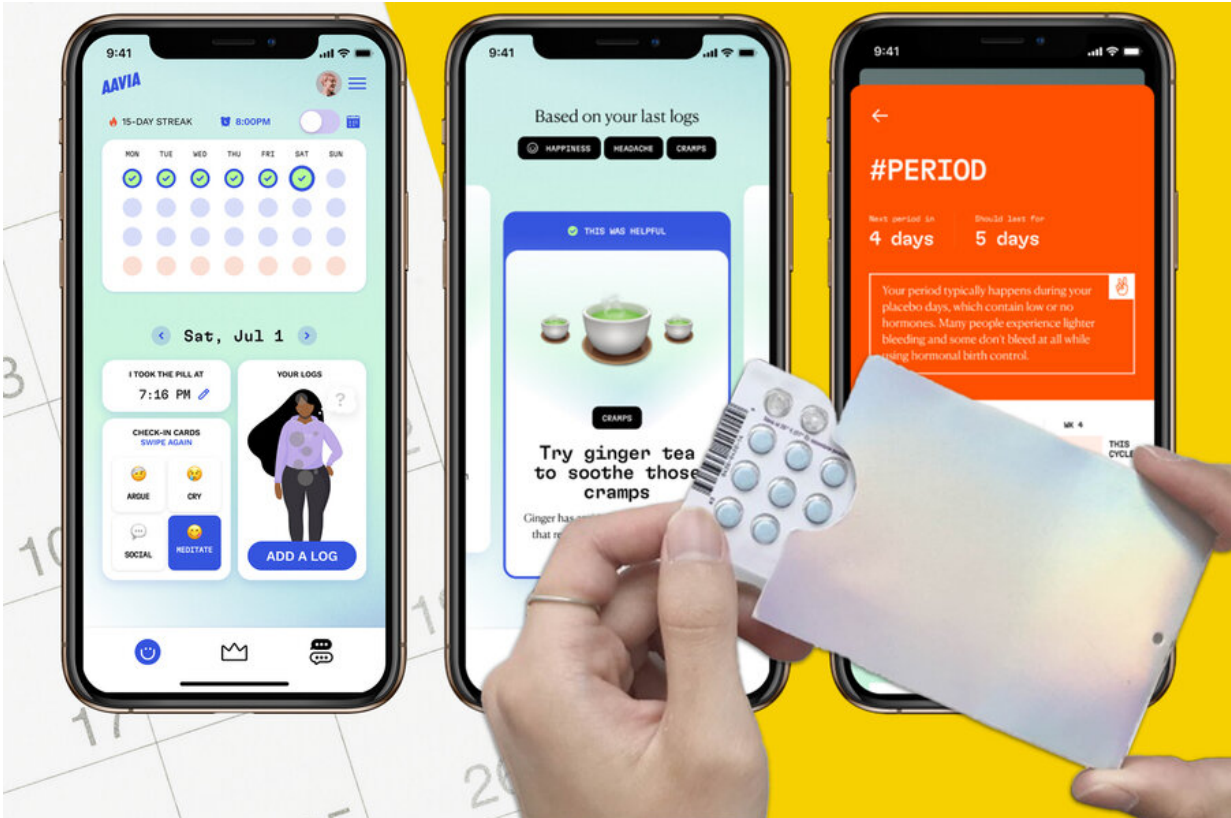 9:41
AAVIA
15-DAY STREAK
8:00PM
MON TUE WED THU FRI SAT SUN
Sat, Jul 1
I TOOK THE PILL AT
7:16 PM
CHECK-IN CARDS
SWIPE AGAIN
ARGUE
CRY
SOCIAL
MEDITATE
YOUR LOGS
?
ADD A LOG
9:41
Based on your last logs
HAPPINESS
HEADACHE
CRAMPS
THIS WAS HELPFUL
CRAMPS
Try ginger tea
to soothe those
cramps
Ginger has
that
9:41
#PERIOD
Next period in
4 days
Should last for
5 days
Your period typically happens during your
placebo days, which contain low or no
hormones. Many people experience lighter
bleeding and some don't bleed at all while
using hormonal birth control.
WK 4
THIS
CYCLE
3
10
17
19